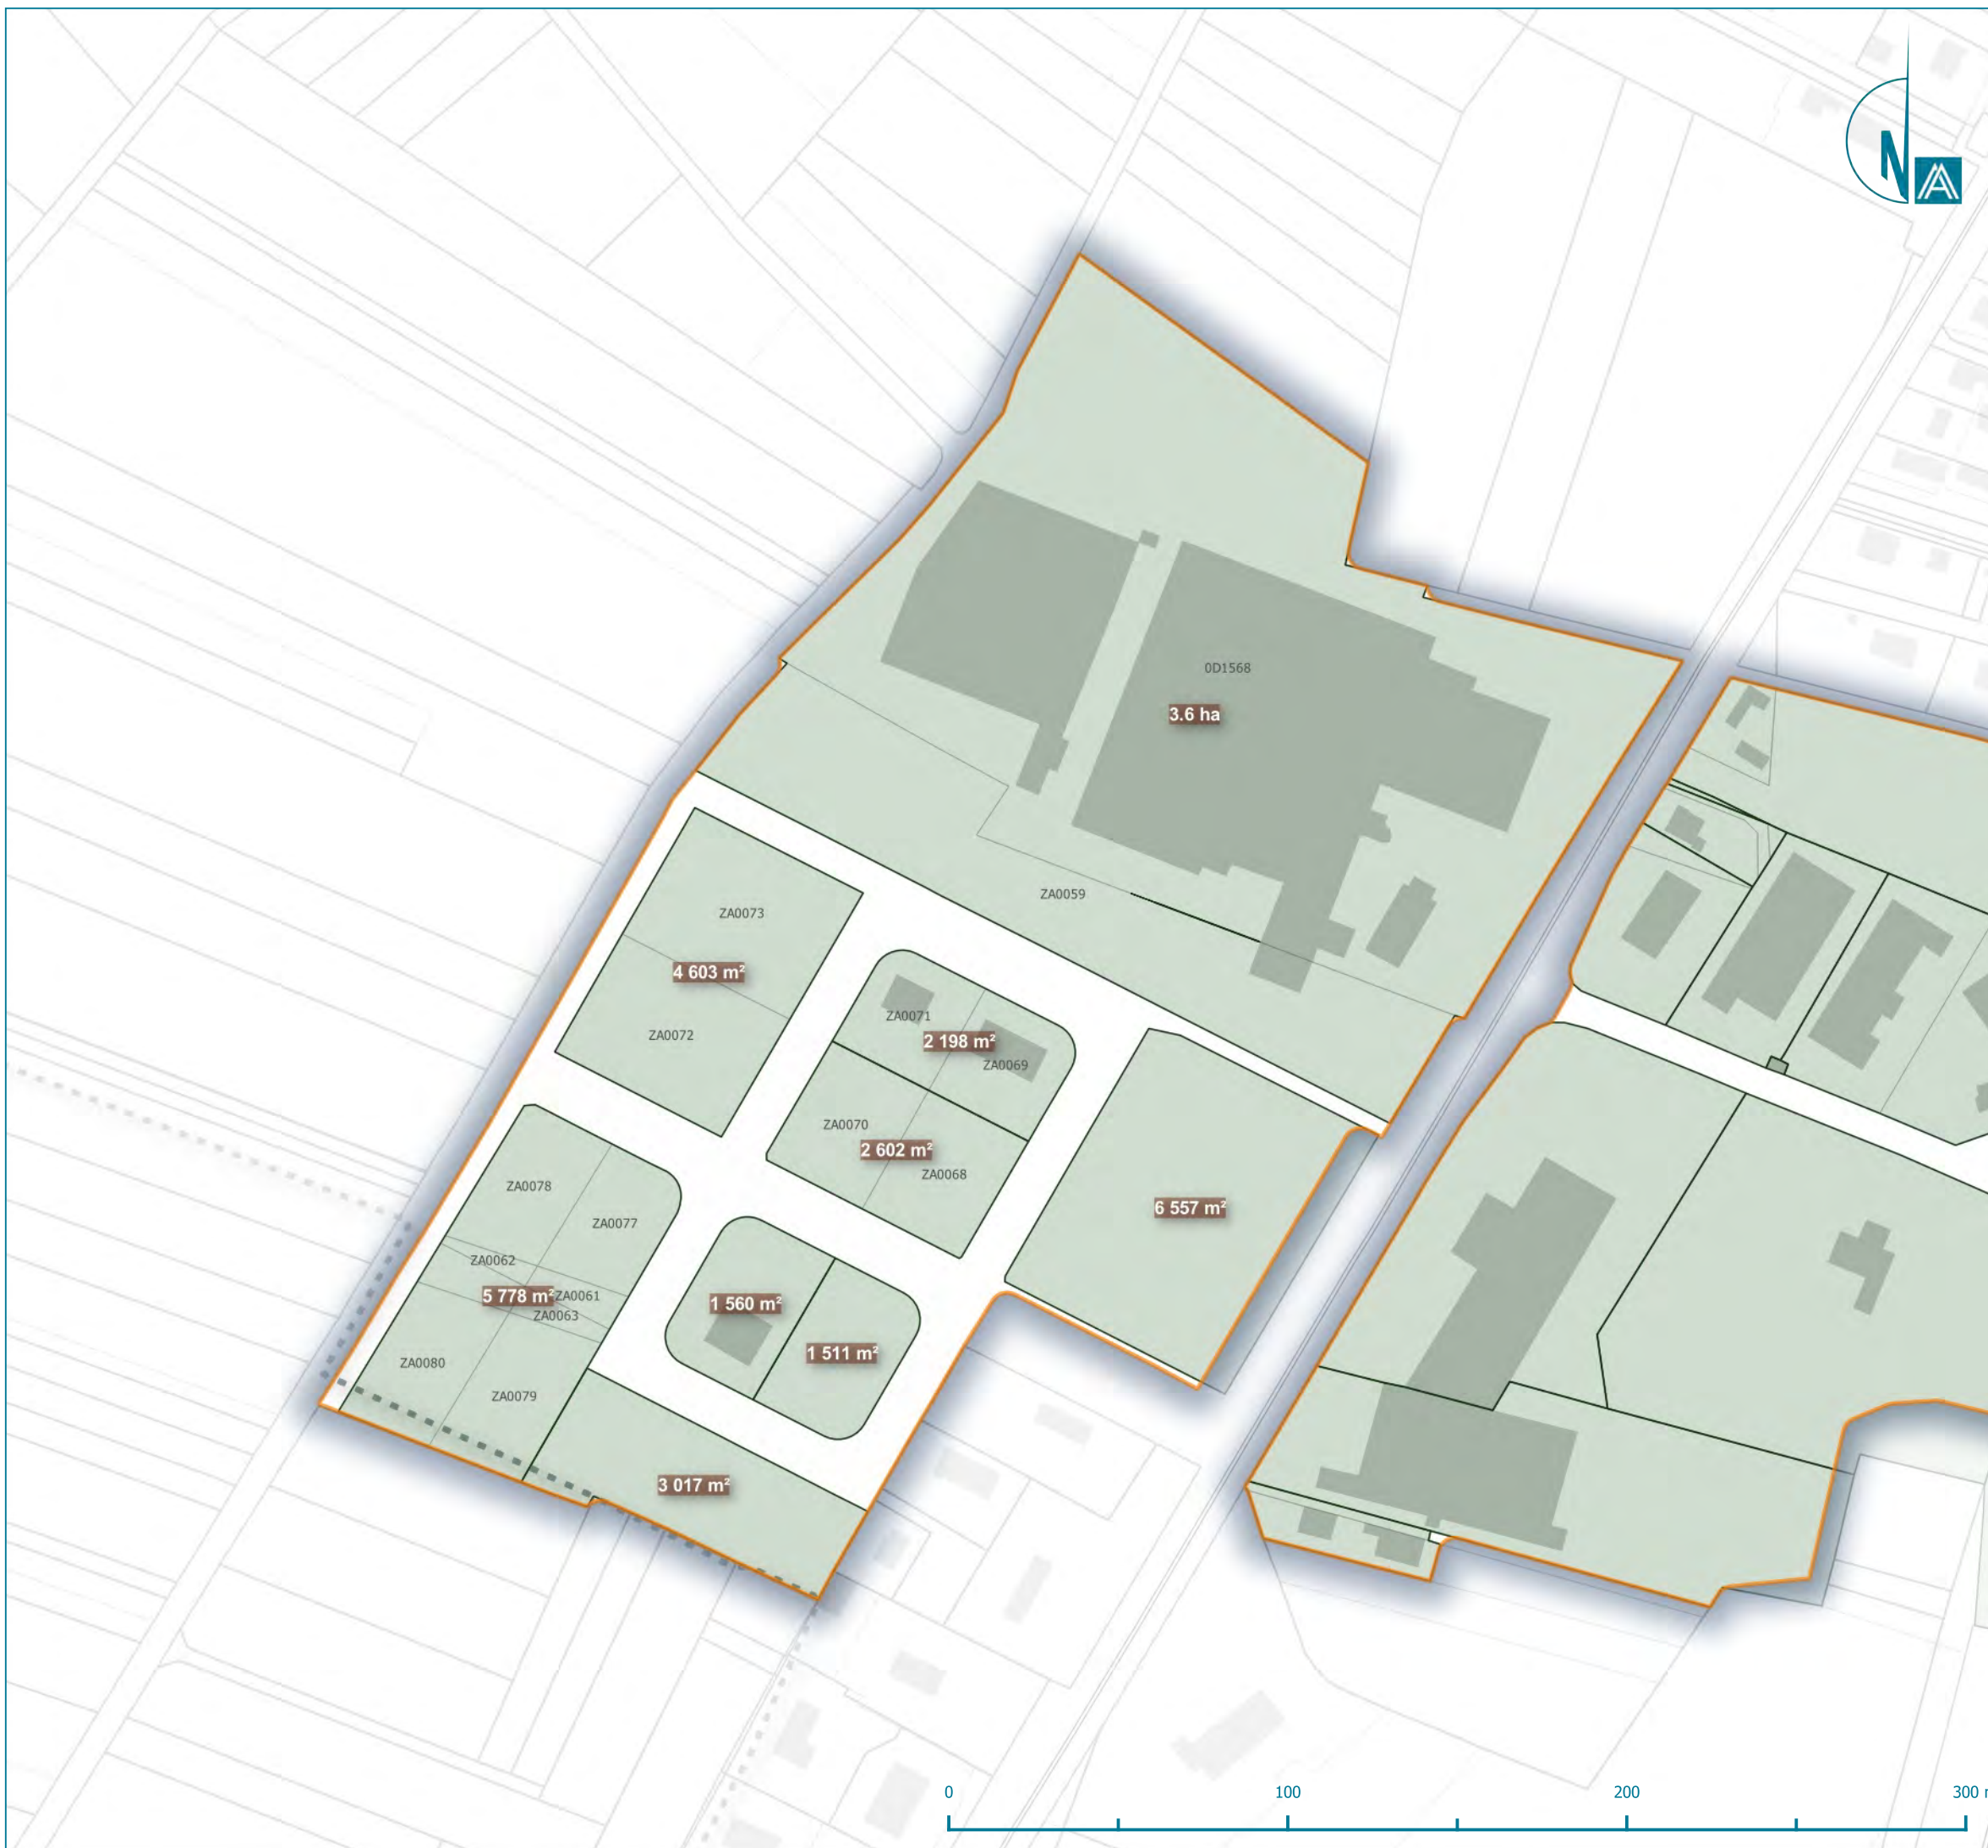 N
0D1568
3.6 ha
ZA0059
ZA0073
4 603 m²
ZA0072
ZA0071
2 198 m²
ZA0069
ZA0070
2 602 m²
ZA0068
ZA0078
6 557 m²
ZA0077
ZA0062
5 778 m²
ZA0061
ZA0063
1 560 m²
1 511 m²
ZA0080
ZA0079
3 017 m²
0
100
200
300